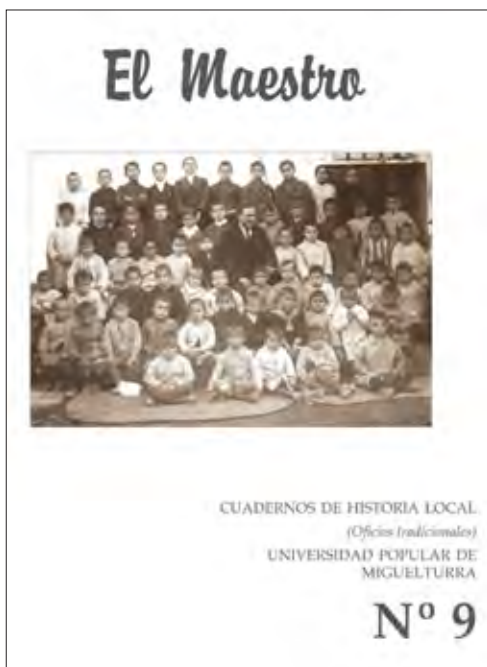 El Maestro
CUADERNOS DE HISTORIA LOCAL
(Oficios tradicionales)
UNIVERSIDAD POPULAR DE
MIGUELTURRA
Nº 9